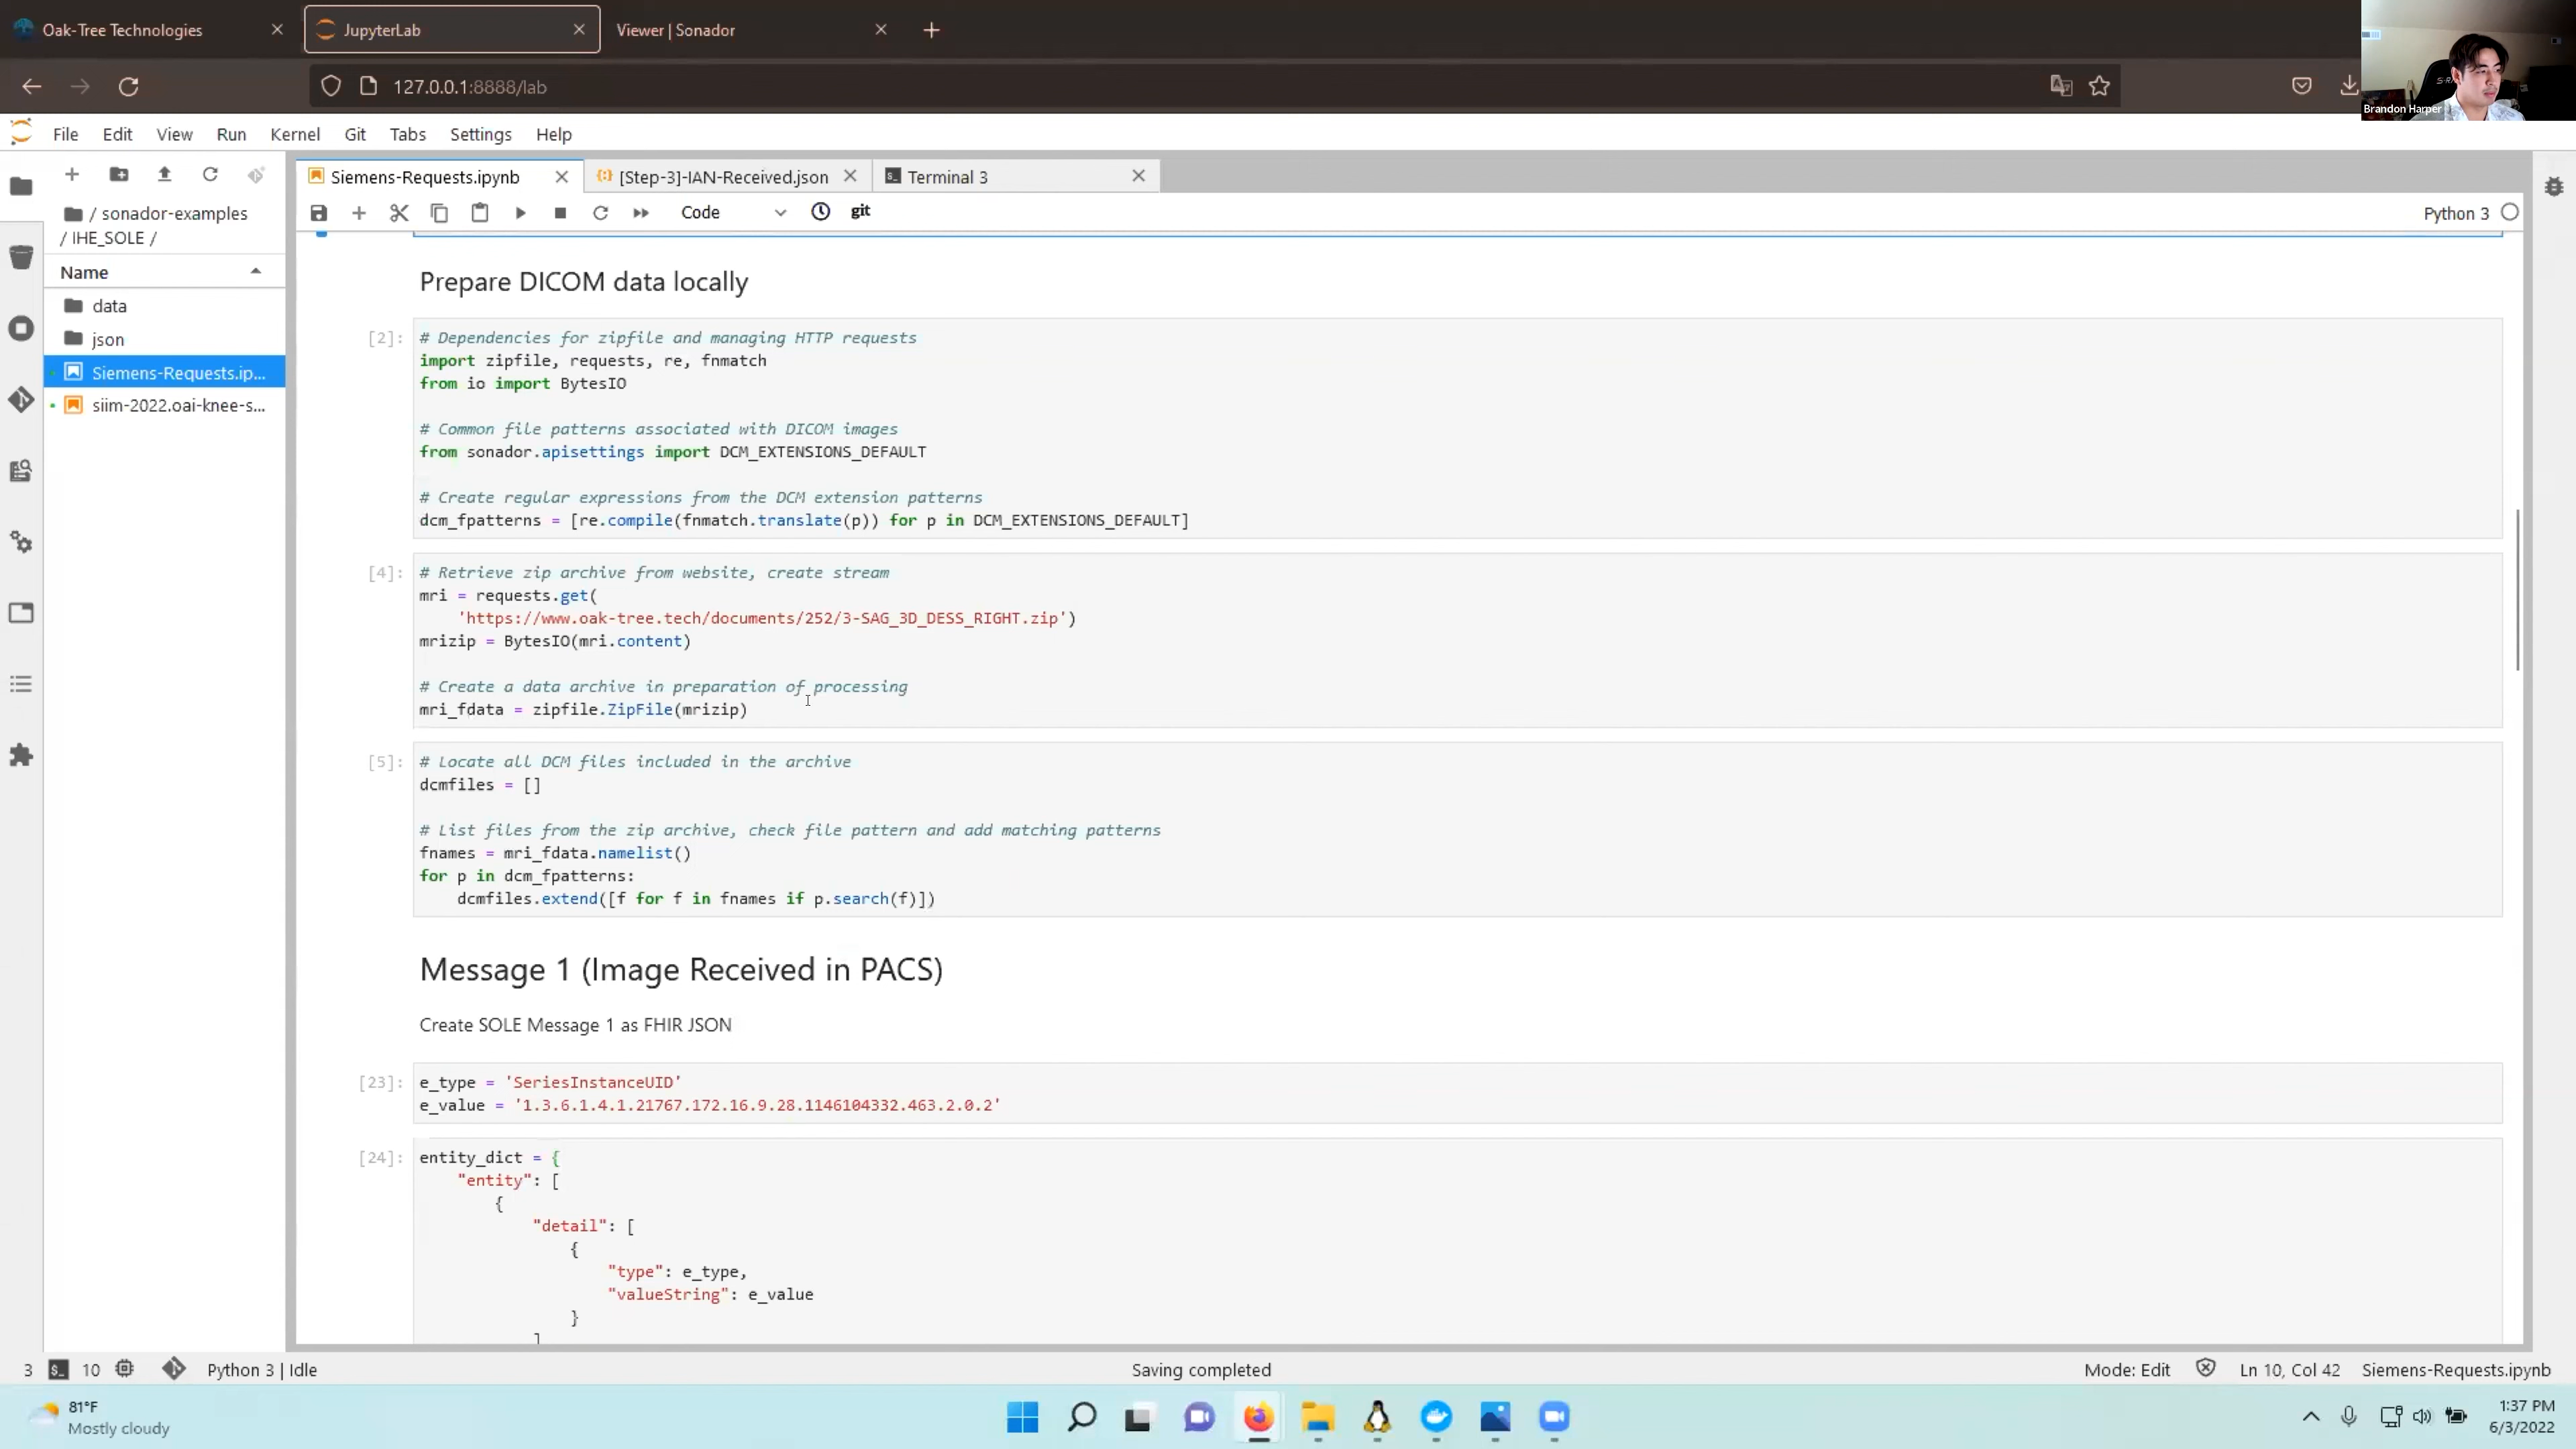 Oak-Tree Technologies
JupyterLab
Viewer | Sonador
127.0.0.1:8888/lab
Brandon Harper
File Edit View Run Kernel Git Tabs Settings Help
Siemens-Requests.ipynb
[Step-3]-IAN-Received.json
Terminal 3
Code
git
Python 3
/ sonador-examples
/ IHE_SOLE /
Name
data
json
Siemens-Requests.ip...
siim-2022.oai-knee-s...
Prepare DICOM data locally
[2]:
# Dependencies for zipfile and managing HTTP requests
import zipfile, requests, re, fnmatch
from io import BytesIO
# Common file patterns associated with DICOM images
from sonador.apisettings import DCM_EXTENSIONS_DEFAULT
# Create regular expressions from the DCM extension patterns
dcm_fpatterns = [re.compile(fnmatch.translate(p)) for p in DCM_EXTENSIONS_DEFAULT]
[4]:
# Retrieve zip archive from website, create stream
mri = requests.get(
'https://www.oak-tree.tech/documents/252/3-SAG_3D_DESS_RIGHT.zip')
mrizip = BytesIO(mri.content)
# Create a data archive in preparation of processing
mri_fdata = zipfile.ZipFile(mrizip)
[5]:
# Locate all DCM files included in the archive
dcmfiles = []
# List files from the zip archive, check file pattern and add matching patterns
fnames = mri_fdata.namelist()
for p in dcm_fpatterns:
dcmfiles.extend([f for f in fnames if p.search(f)])
Message 1 (Image Received in PACS)
Create SOLE Message 1 as FHIR JSON
[23]:
e_type = 'SeriesInstanceUID'
e_value = '1.3.6.1.4.1.21767.172.16.9.28.1146104332.463.2.0.2'
[24]:
entity_dict = {
"entity": [
{
"detail": [
{
"type": e_type,
"valueString": e_value
}
]
3
10
Python 3 | Idle
Saving completed
Mode: Edit
Ln 10, Col 42
Siemens-Requests.ipynb
81°F
Mostly cloudy
1:37 PM
6/3/2022